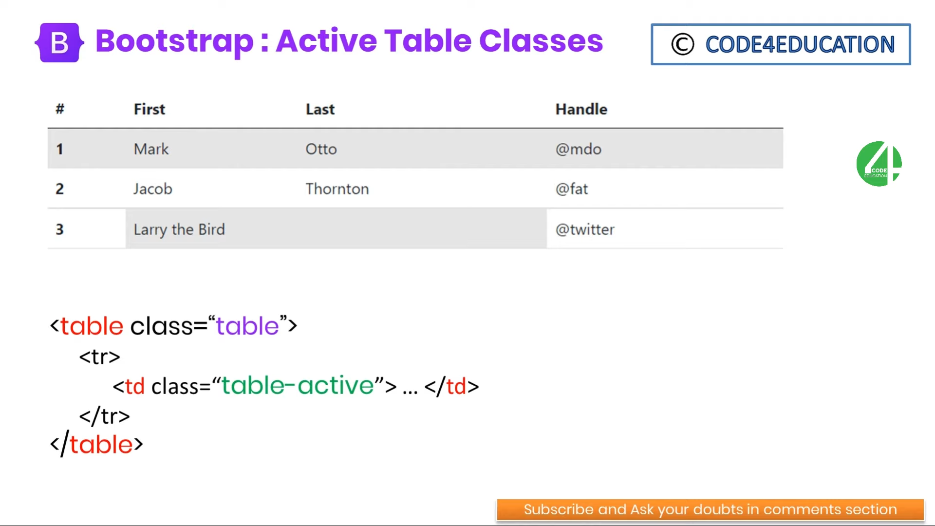 B Bootstrap : Active Table Classes
© CODE4EDUCATION
# First Last Handle
1 Mark Otto @mdo
2 Jacob Thornton @fat
3 Larry the Bird @twitter
4 CODE
<table class=“table”>
<tr>
<td class=“table-active”> ... </td>
</tr>
</table>
Subscribe and Ask your doubts in comments section